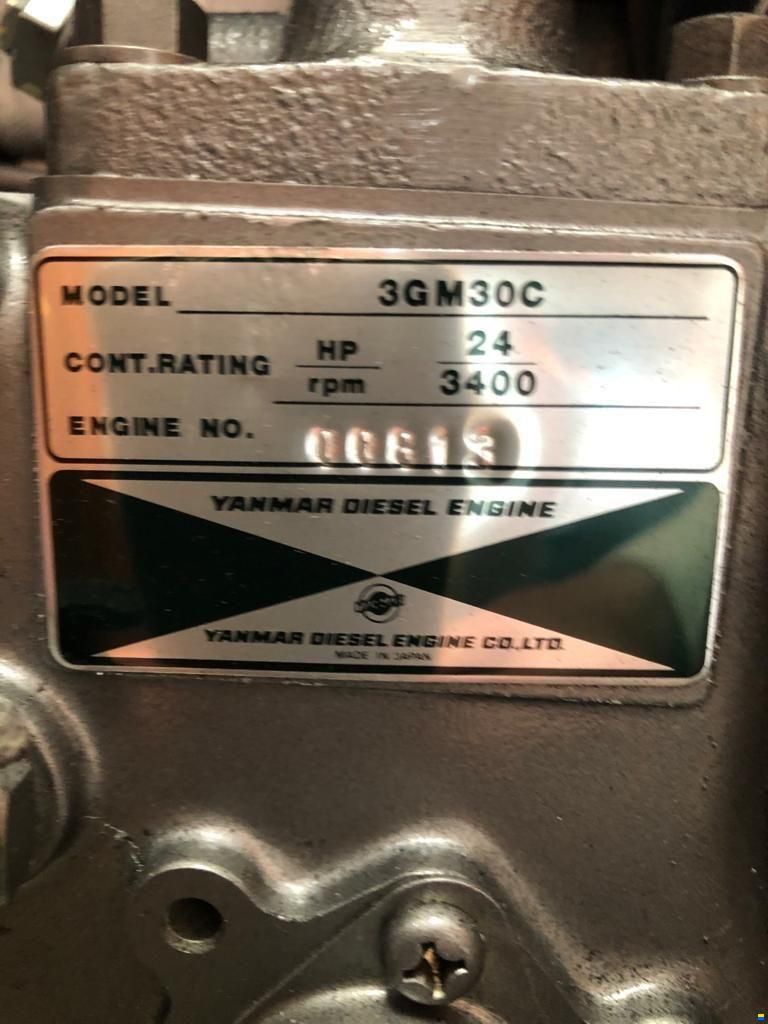 MODEL 3GM30C
CONT.RATING HP 24
rpm 3400
ENGINE NO.
YANMAR DIESEL ENGINE
YANMAR DIESEL ENGINE CO.,LTD.
MADE IN JAPAN